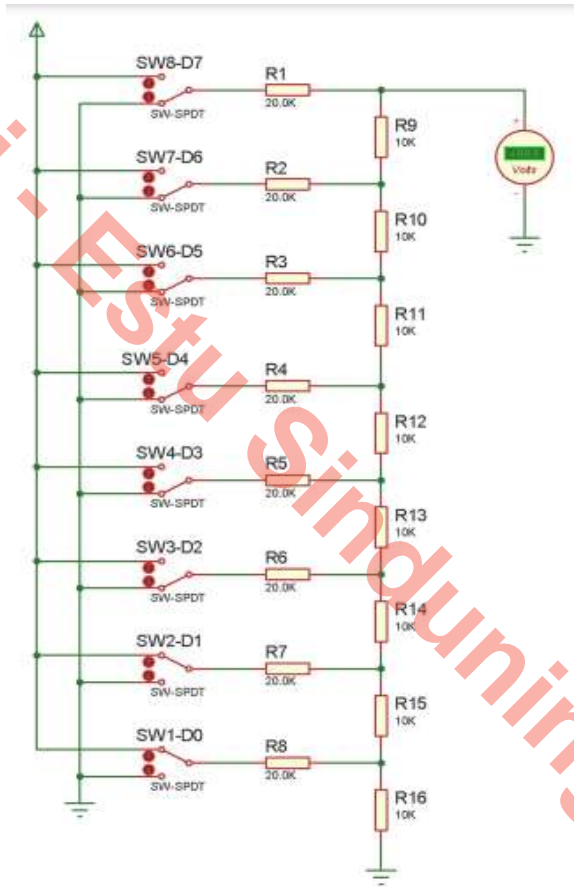 SW8-D7
SW-SPDT
R1
20.0K
R9
10K
Volts
SW7-D6
SW-SPDT
R2
20.0K
R10
10K
SW6-D5
SW-SPDT
R3
20.0K
R11
10K
SW5-D4
SW-SPDT
R4
20.0K
R12
10K
SW4-D3
SW-SPDT
R5
20.0K
R13
10K
SW3-D2
SW-SPDT
R6
20.0K
R14
10K
SW2-D1
SW-SPDT
R7
20.0K
R15
10K
SW1-D0
SW-SPDT
R8
20.0K
R16
10K
i - Estu Sinduning